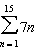 15
∑ 7n
n = 1